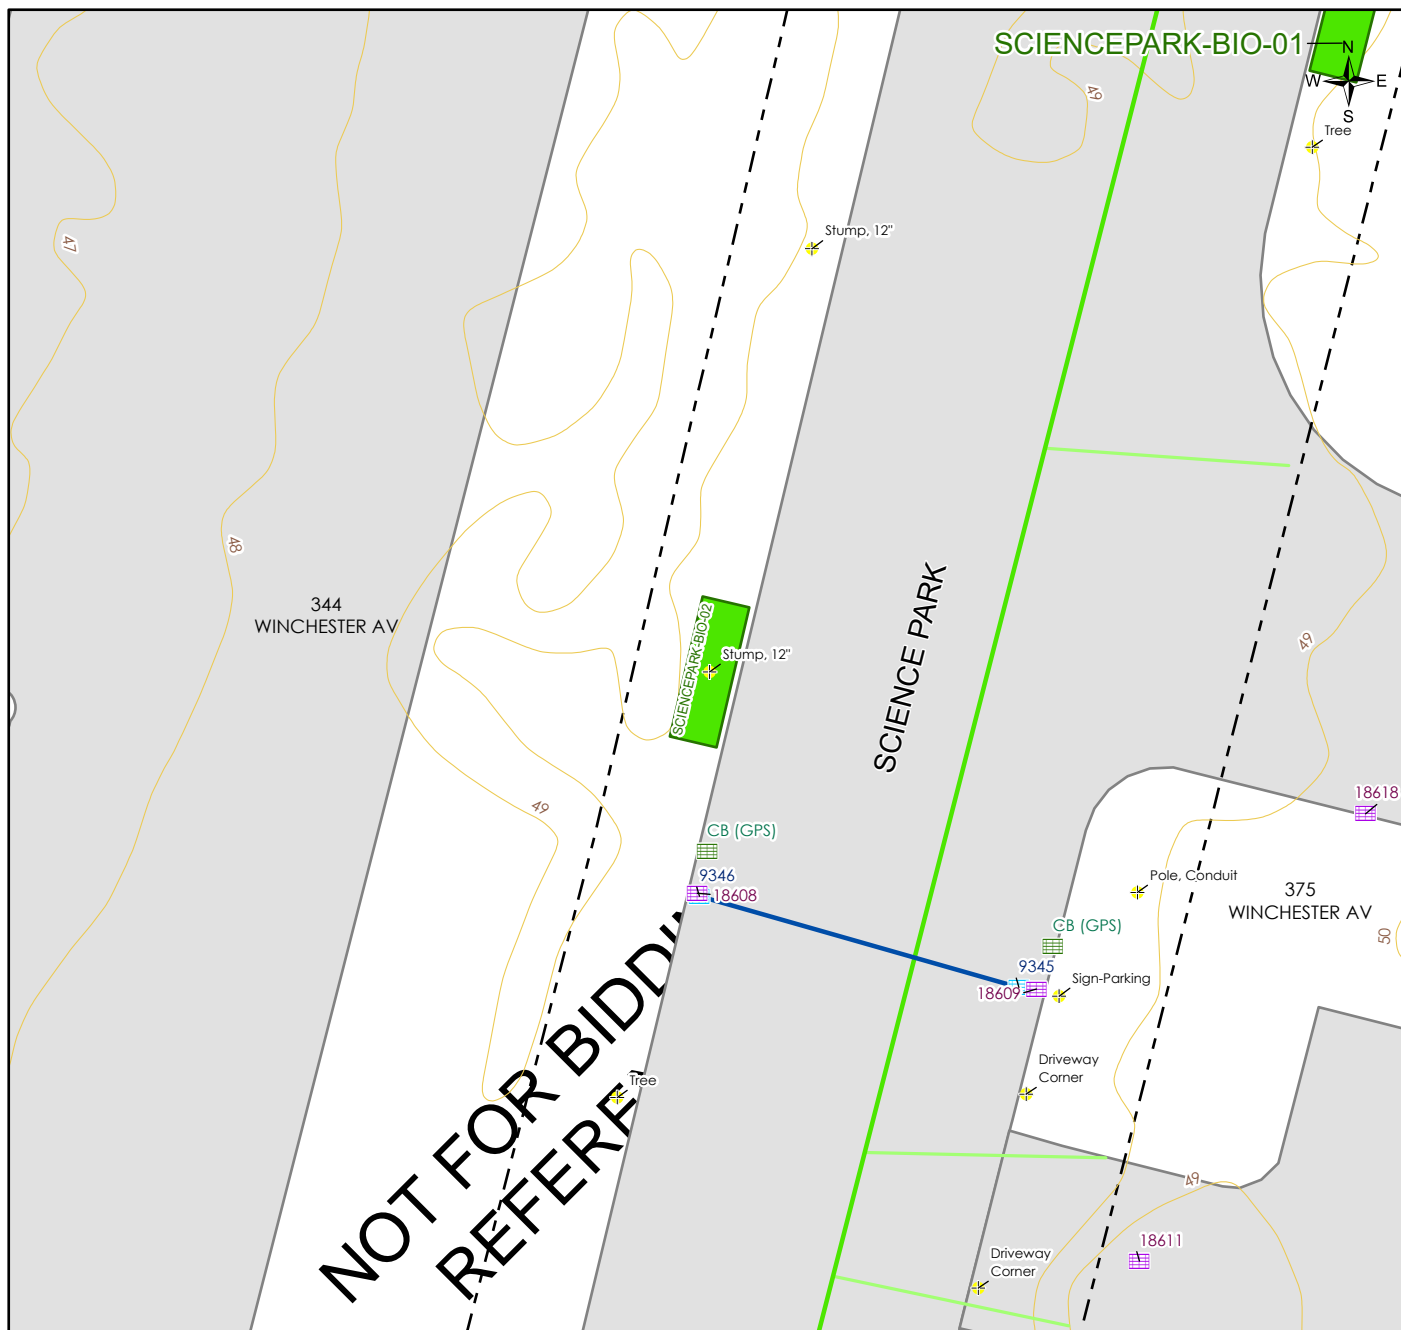 SCIENCEPARK-BIO-01
N
W
E
S
49
Tree
47
Stump, 12"
48
344
WINCHESTER AV
SCIENCE PARK
SCIENCEPARK-BIO-02
Stump, 12"
49
49
18618
CB (GPS)
9346
18608
Pole, Conduit
375
WINCHESTER AV
50
CB (GPS)
9345
18609
Sign-Parking
Driveway
Corner
NOT FOR
Tree
49
18611
Driveway
Corner